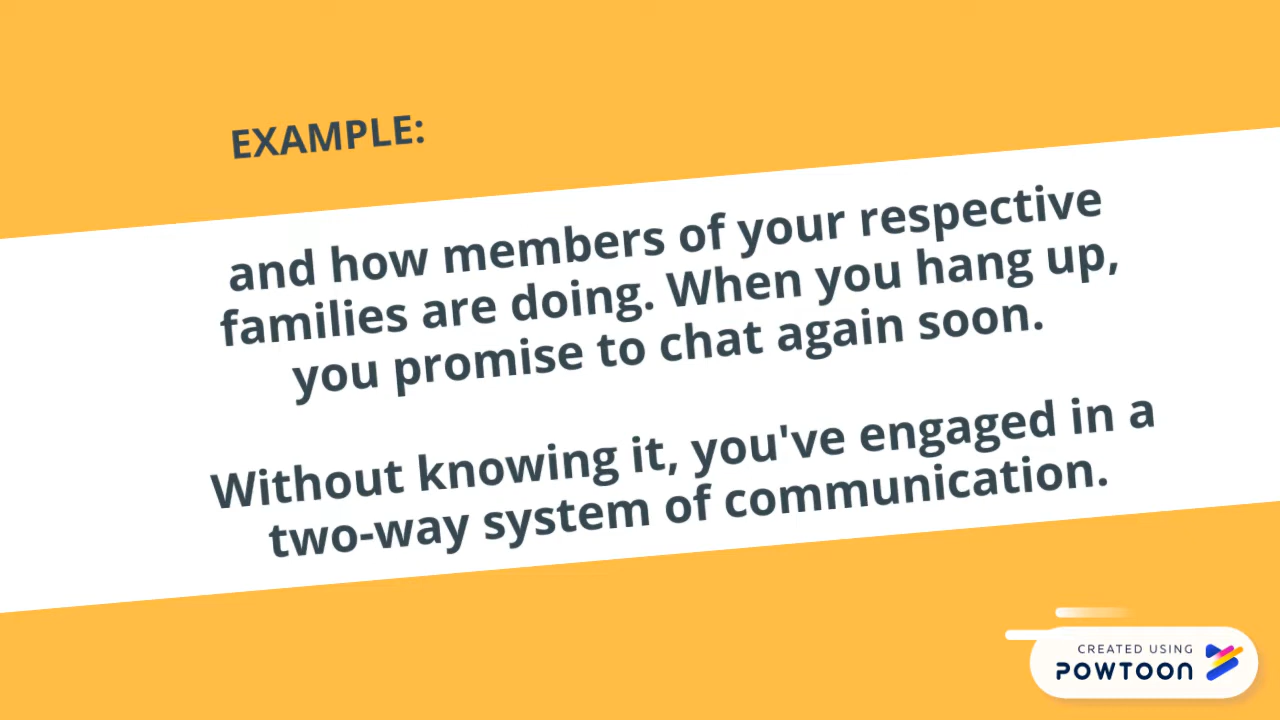 EXAMPLE:
and how members of your respective
families are doing. When you hang up,
you promise to chat again soon.
Without knowing it, you've engaged in a
two-way system of communication.
CREATED USING
POWTOON